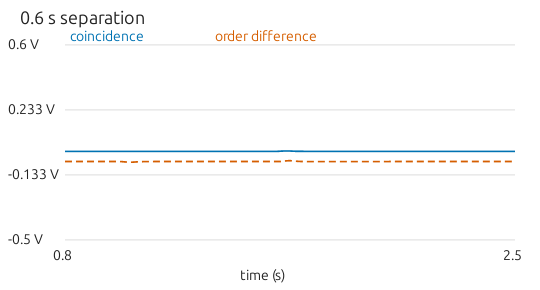 0.6 s separation
coincidence order difference
0.6 V
0.233 V
-0.133 V
-0.5 V
0.8 2.5
time (s)